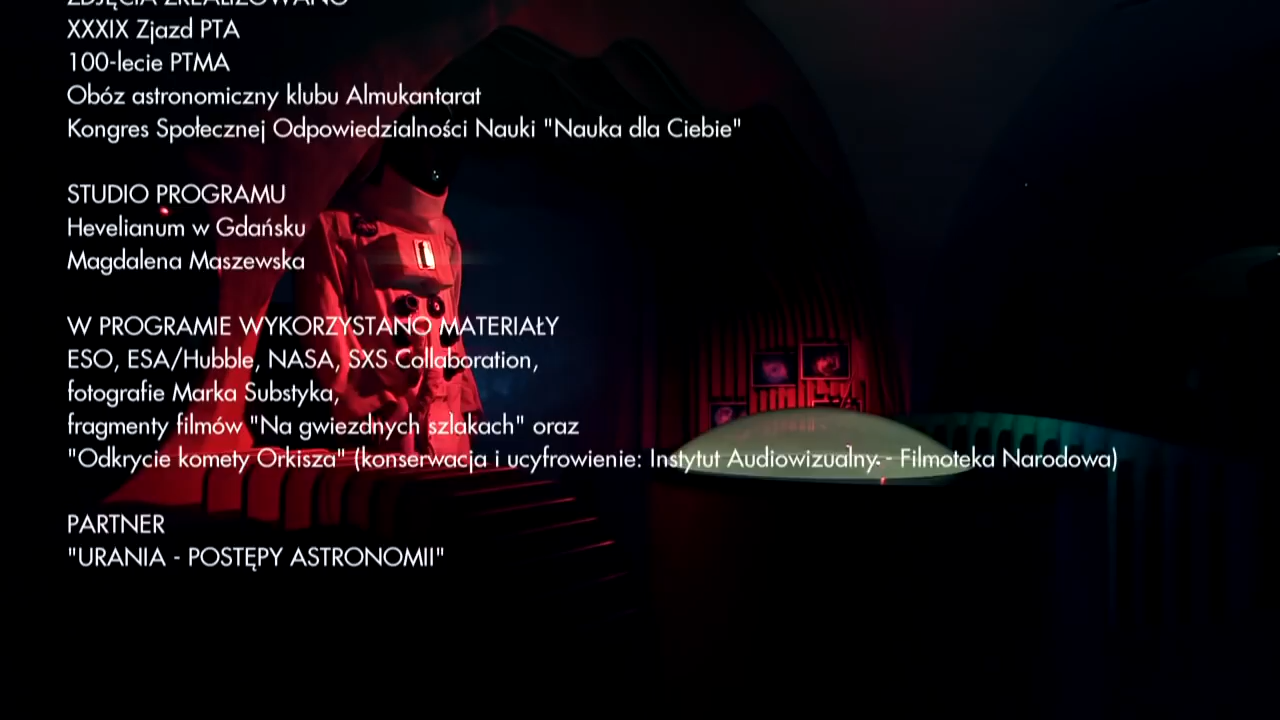 ZDJĘCIA ZREALIZOWANO
XXXIX Zjazd PTA
100-lecie PTMA
Obóz astronomiczny klubu Almukantarat
Kongres Społecznej Odpowiedzialności Nauki "Nauka dla Ciebie"
STUDIO PROGRAMU
Hevelianum w Gdańsku
Magdalena Maszewska
W PROGRAMIE WYKORZYSTANO MATERIAŁY
ESO, ESA/Hubble, NASA, SXS Collaboration,
fotografie Marka Substyka,
fragmenty filmów "Na gwiezdnych szlakach" oraz
"Odkrycie komety Orkisza" (konserwacja i ucyfrowienie: Instytut Audiowizualny - Filmoteka Narodowa)
PARTNER
"URANIA - POSTĘPY ASTRONOMII"